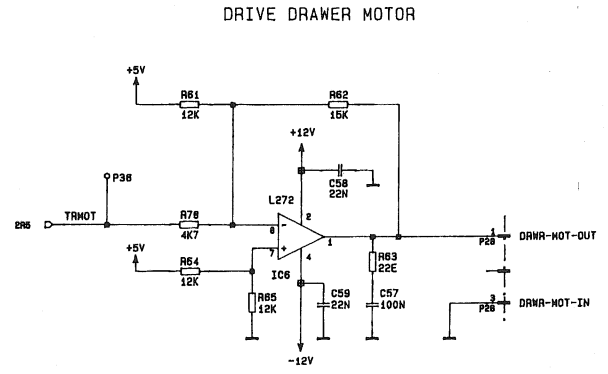 DRIVE DRAWER MOTOR
+5V
R61
12K
R62
15K
+12V
P36
C58
22N
L272
2
2R5
TRMOT
R76
4K7
6
-
+
7
1
4
IC6
+5V
R64
12K
R65
12K
C59
22N
R63
22E
C57
100N
-12V
1
P28
DRWR-MOT-OUT
3
P28
DRWR-MOT-IN